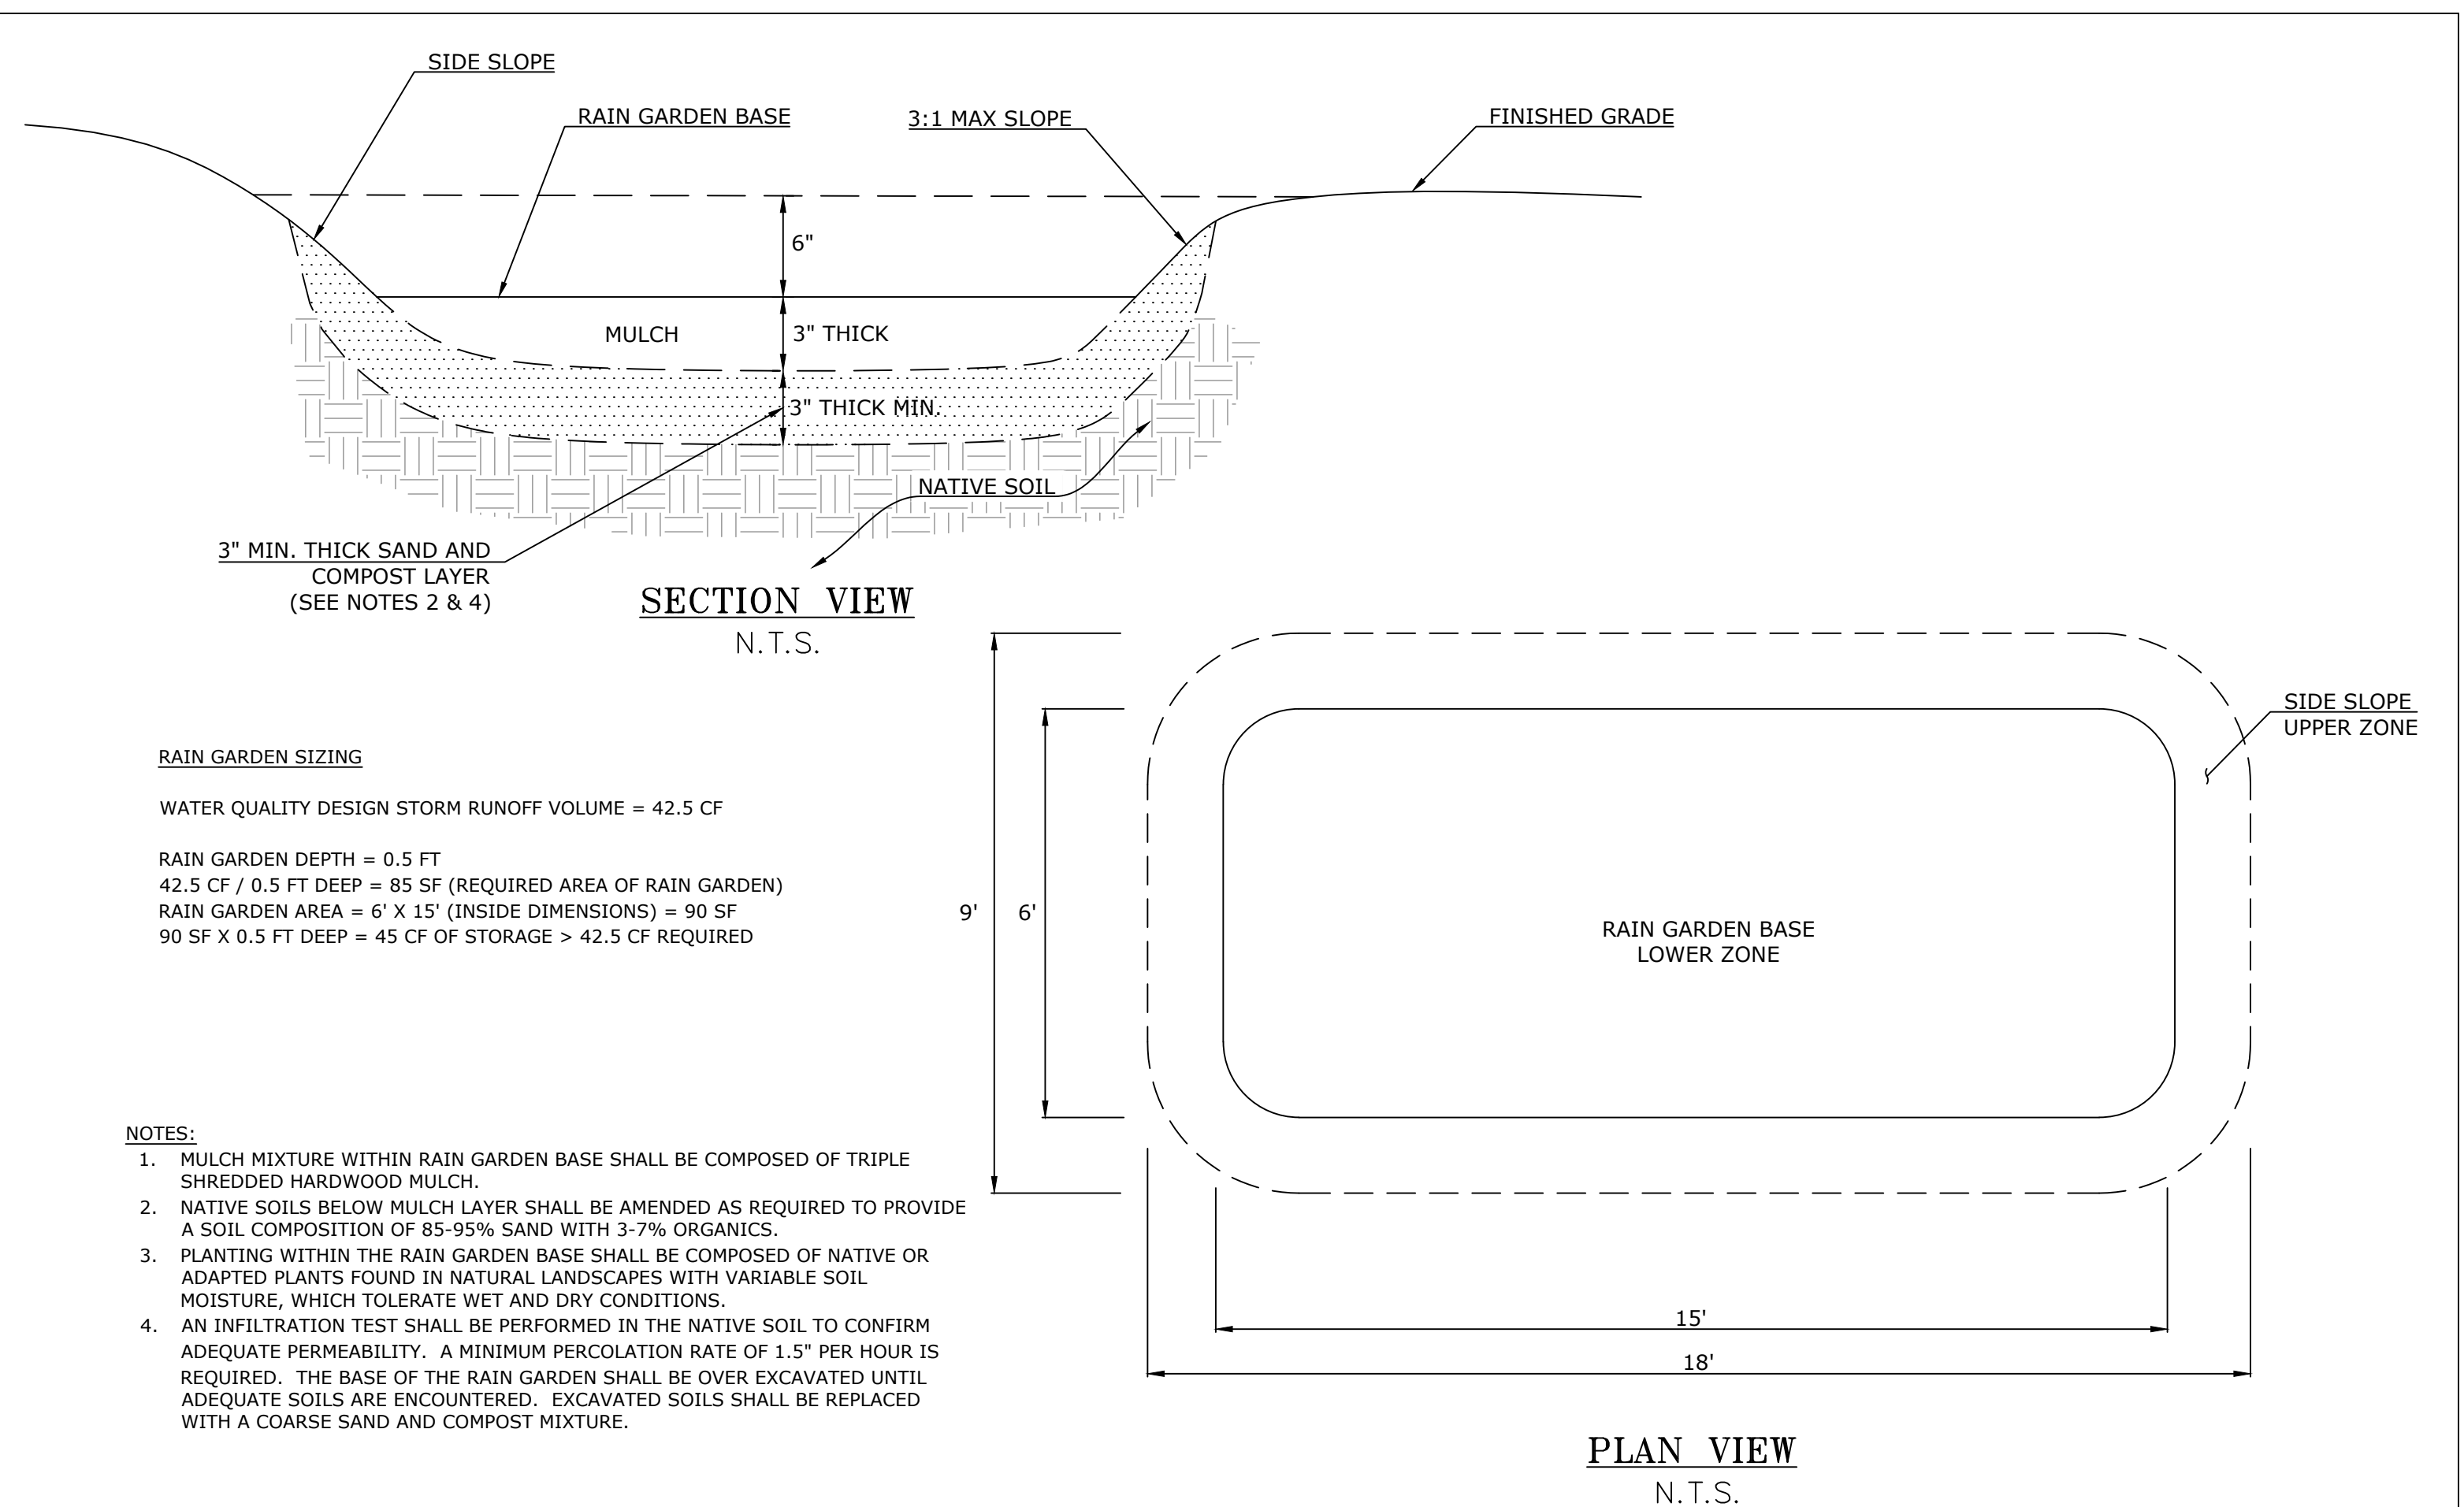 SIDE SLOPE
RAIN GARDEN BASE
3:1 MAX SLOPE
FINISHED GRADE
6"
MULCH
3" THICK
3" THICK MIN.
NATIVE SOIL
3" MIN. THICK SAND AND
COMPOST LAYER
(SEE NOTES 2 & 4)
SECTION VIEW
N.T.S.
RAIN GARDEN SIZING
WATER QUALITY DESIGN STORM RUNOFF VOLUME = 42.5 CF
RAIN GARDEN DEPTH = 0.5 FT
42.5 CF / 0.5 FT DEEP = 85 SF (REQUIRED AREA OF RAIN GARDEN)
RAIN GARDEN AREA = 6' X 15' (INSIDE DIMENSIONS) = 90 SF
90 SF X 0.5 FT DEEP = 45 CF OF STORAGE > 42.5 CF REQUIRED
NOTES:
1. MULCH MIXTURE WITHIN RAIN GARDEN BASE SHALL BE COMPOSED OF TRIPLE
SHREDDED HARDWOOD MULCH.
2. NATIVE SOILS BELOW MULCH LAYER SHALL BE AMENDED AS REQUIRED TO PROVIDE
A SOIL COMPOSITION OF 85-95% SAND WITH 3-7% ORGANICS.
3. PLANTING WITHIN THE RAIN GARDEN BASE SHALL BE COMPOSED OF NATIVE OR
ADAPTED PLANTS FOUND IN NATURAL LANDSCAPES WITH VARIABLE SOIL
MOISTURE, WHICH TOLERATE WET AND DRY CONDITIONS.
4. AN INFILTRATION TEST SHALL BE PERFORMED IN THE NATIVE SOIL TO CONFIRM
ADEQUATE PERMEABILITY. A MINIMUM PERCOLATION RATE OF 1.5" PER HOUR IS
REQUIRED. THE BASE OF THE RAIN GARDEN SHALL BE OVER EXCAVATED UNTIL
ADEQUATE SOILS ARE ENCOUNTERED. EXCAVATED SOILS SHALL BE REPLACED
WITH A COARSE SAND AND COMPOST MIXTURE.
SIDE SLOPE
UPPER ZONE
9'
6'
RAIN GARDEN BASE
LOWER ZONE
15'
18'
PLAN VIEW
N.T.S.